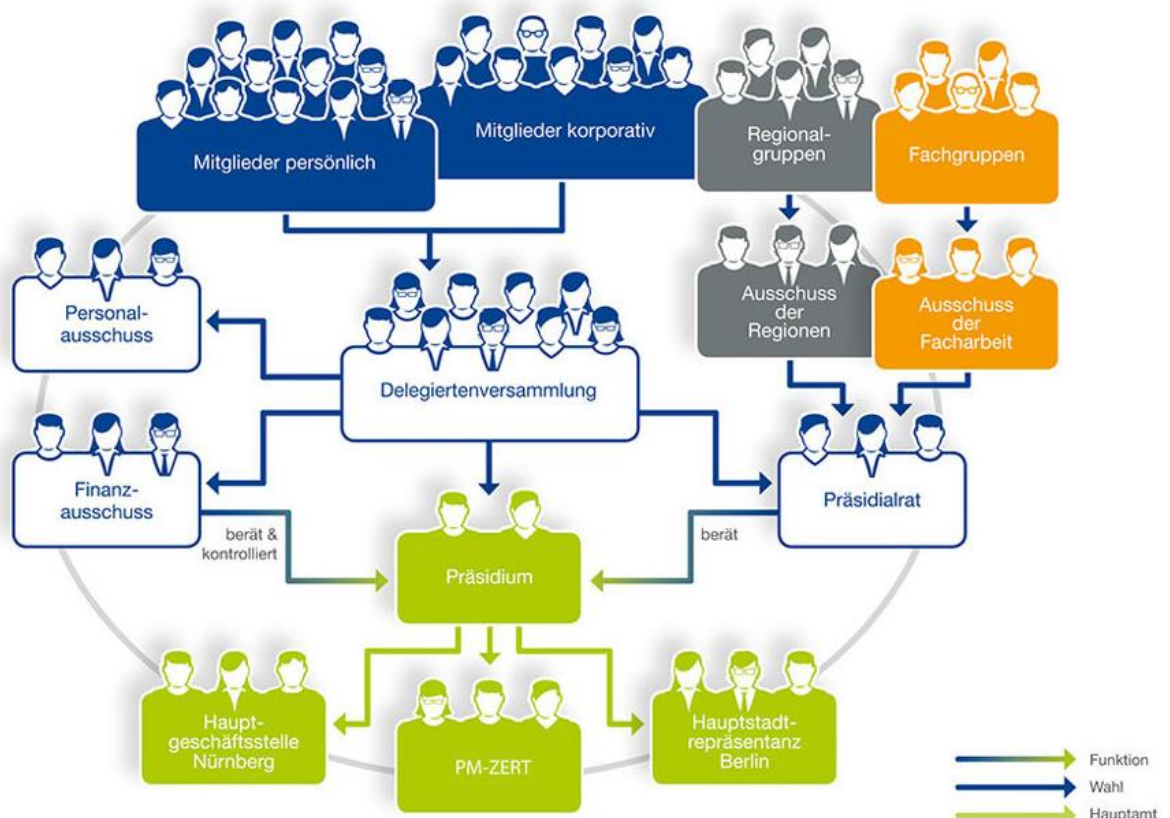 Mitglieder persönlich
Mitglieder korporativ
Regional-
gruppen
Fachgruppen
Personal-
ausschuss
Delegiertenversammlung
Ausschuss
der
Regionen
Ausschuss
der
Facharbeit
Finanz-
ausschuss
Präsidialrat
berät &
kontrolliert
berät
Präsidium
Haupt-
geschäftsstelle
Nürnberg
PM-ZERT
Hauptstadt-
repräsentanz
Berlin
Funktion
Wahl
Hauptamt